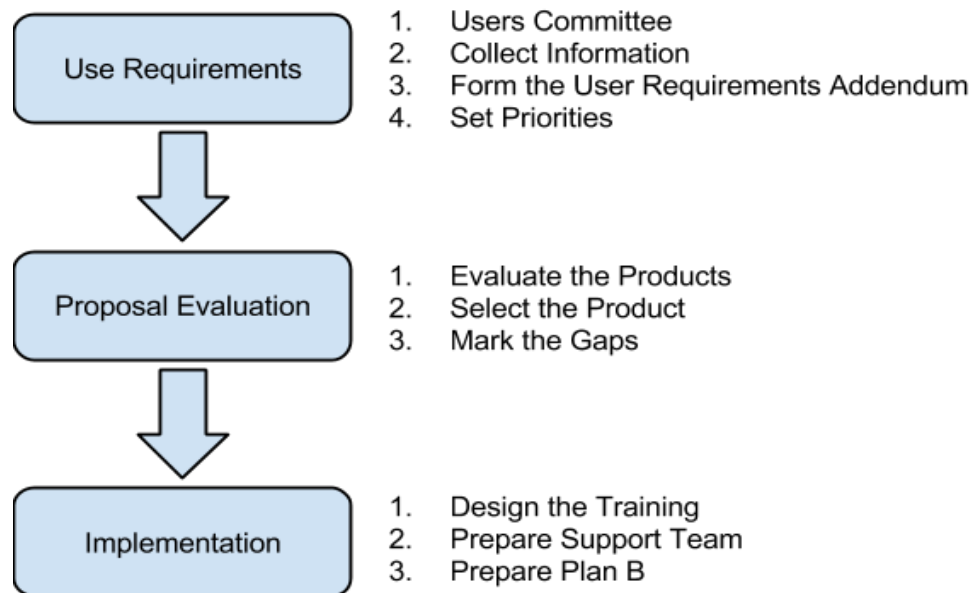 Use Requirements
1. Users Committee
2. Collect Information
3. Form the User Requirements Addendum
4. Set Priorities
Proposal Evaluation
1. Evaluate the Products
2. Select the Product
3. Mark the Gaps
Implementation
1. Design the Training
2. Prepare Support Team
3. Prepare Plan B